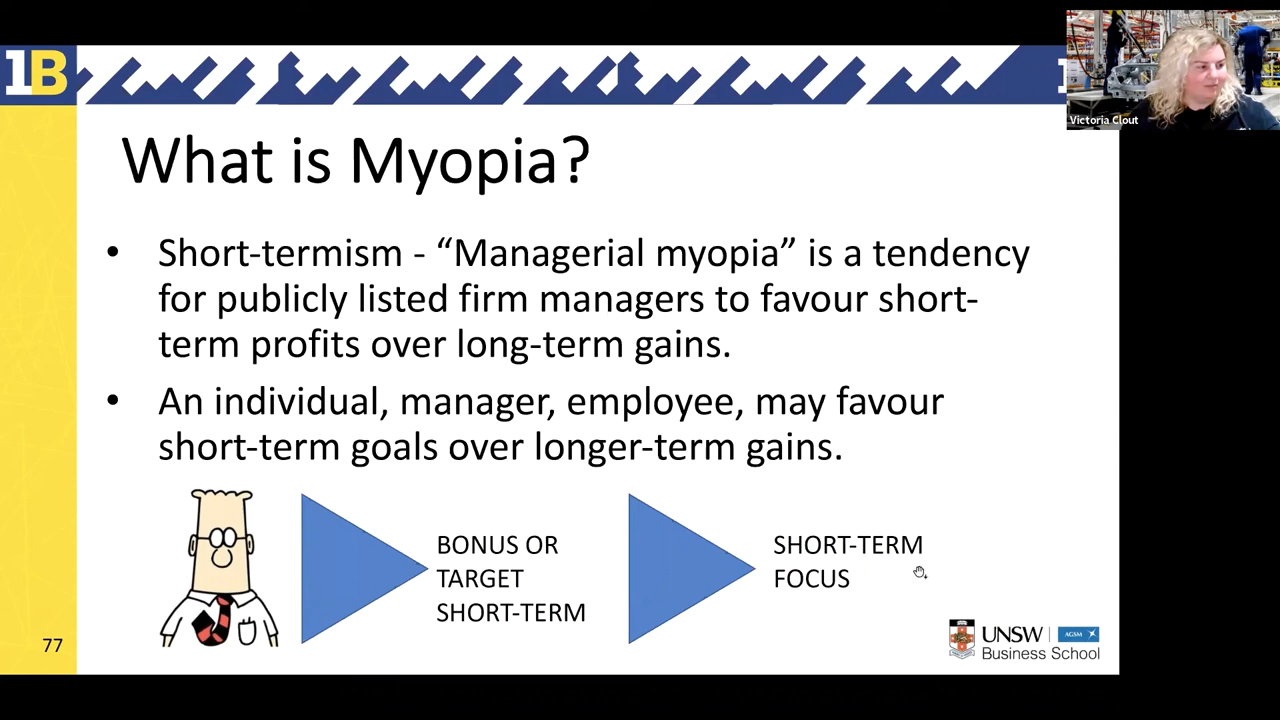 1B
Victoria Clout
What is Myopia?
• Short-termism - “Managerial myopia” is a tendency
for publicly listed firm managers to favour short-
term profits over long-term gains.
• An individual, manager, employee, may favour
short-term goals over longer-term gains.
BONUS OR
TARGET
SHORT-TERM
SHORT-TERM
FOCUS
77
UNSW AGSM
Business School